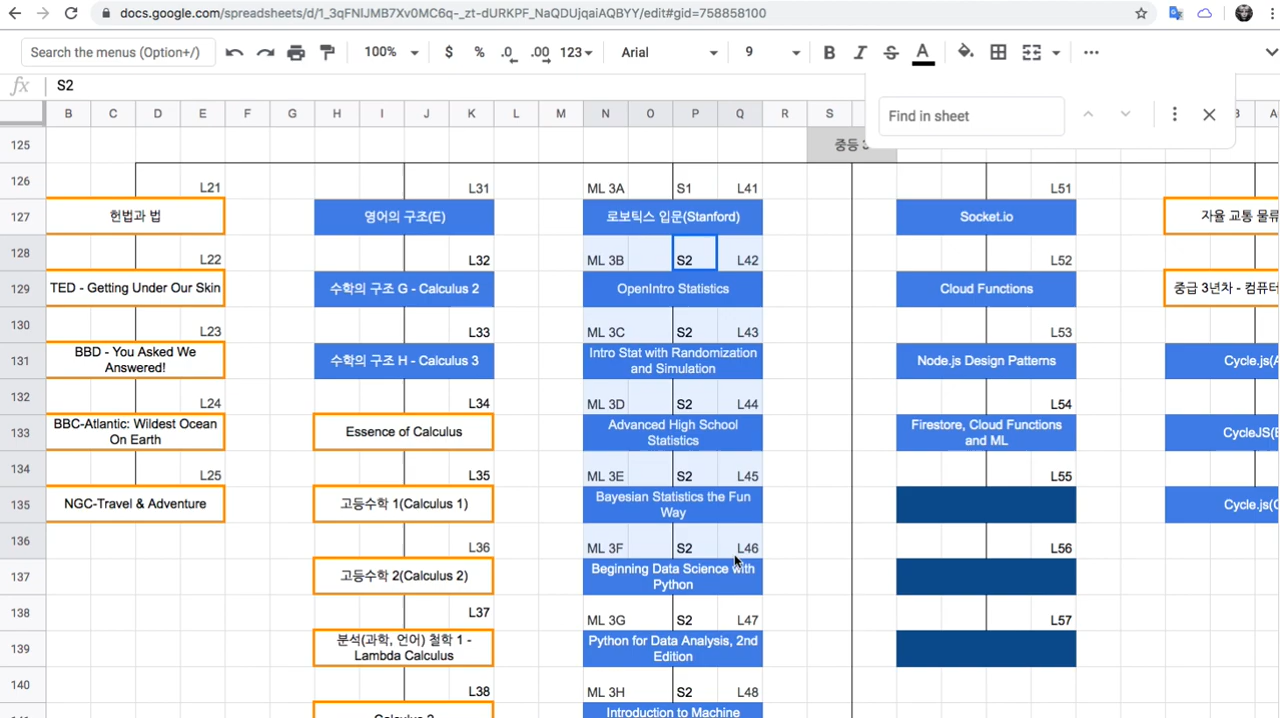 docs.google.com/spreadsheets/d/1_3qFNIJMB7Xv0MC6q-_zt-dURKPF_NaQDUjqaiAQBYY/edit#gid=758858100
Search the menus (Option+/) 100% $ % .0 .00 123 Arial 9 B I S A
fx S2
Find in sheet
B C D E F G H I J K L M N O P Q R S
125 중등 3
126 L21 L31 ML 3A S1 L41 L51
127 헌법과 법 영어의 구조(E) 로보틱스 입문(Stanford) Socket.io 자율 교통 물류
128 L22 L32 ML 3B S2 L42 L52
129 TED - Getting Under Our Skin 수학의 구조 G - Calculus 2 OpenIntro Statistics Cloud Functions 중급 3년차 - 컴퓨터
130 L23 L33 ML 3C S2 L43 L53
131 BBD - You Asked We Answered! 수학의 구조 H - Calculus 3 Intro Stat with Randomization and Simulation Node.js Design Patterns Cycle.js(
132 L24 L34 ML 3D S2 L44 L54
133 BBC-Atlantic: Wildest Ocean On Earth Essence of Calculus Advanced High School Statistics Firestore, Cloud Functions and ML CycleJS(
134 L25 L35 ML 3E S2 L45 L55
135 NGC-Travel & Adventure 고등수학 1(Calculus 1) Bayesian Statistics the Fun Way Cycle.js(
136 L36 ML 3F S2 L46 L56
137 고등수학 2(Calculus 2) Beginning Data Science with Python
138 L37 ML 3G S2 L47 L57
139 분석(과학, 언어) 철학 1 - Lambda Calculus Python for Data Analysis, 2nd Edition
140 L38 ML 3H S2 L48
Introduction to Machine